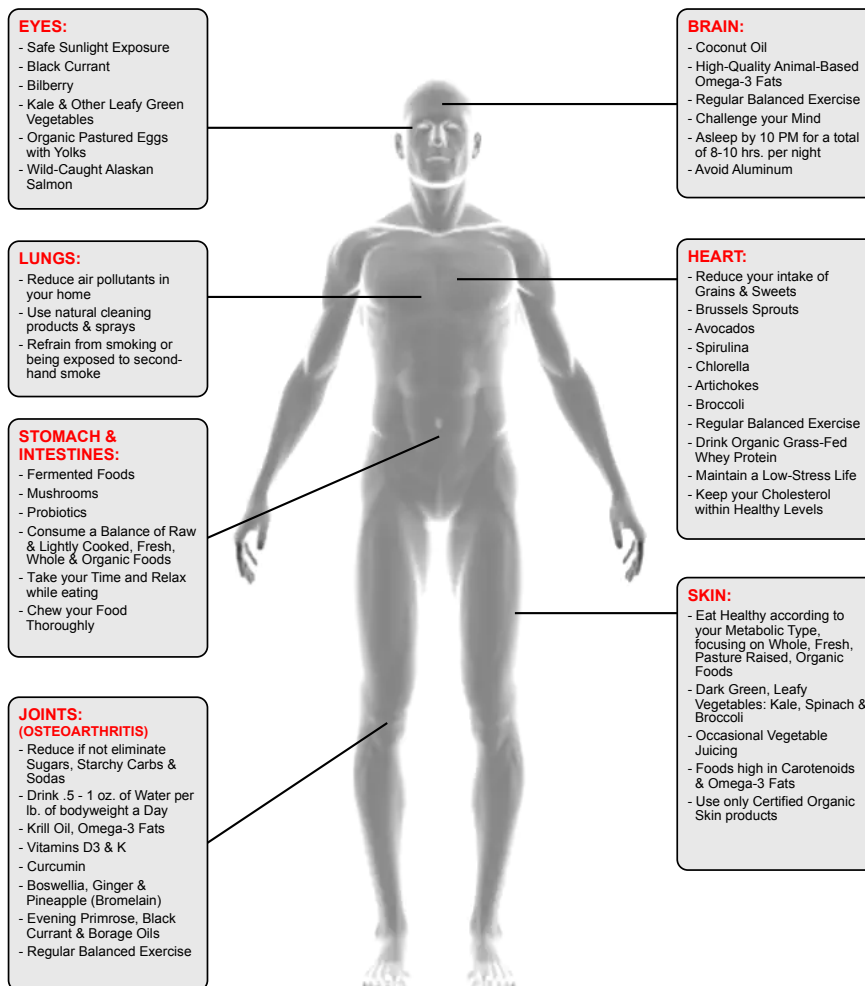 EYES:
- Safe Sunlight Exposure
- Black Currant
- Bilberry
- Kale & Other Leafy Green
Vegetables
- Organic Pastured Eggs
with Yolks
- Wild-Caught Alaskan
Salmon
LUNGS:
- Reduce air pollutants in
your home
- Use natural cleaning
products & sprays
- Refrain from smoking or
being exposed to second-
hand smoke
STOMACH &
INTESTINES:
- Fermented Foods
- Mushrooms
- Probiotics
- Consume a Balance of Raw
& Lightly Cooked, Fresh,
Whole & Organic Foods
- Take your Time and Relax
while eating
- Chew your Food
Thoroughly
JOINTS:
(OSTEOARTHRITIS)
- Reduce if not eliminate
Sugars, Starchy Carbs &
Sodas
- Drink .5 - 1 oz. of Water per
lb. of bodyweight a Day
- Krill Oil, Omega-3 Fats
- Vitamins D3 & K
- Curcumin
- Boswellia, Ginger &
Pineapple (Bromelain)
- Evening Primrose, Black
Currant & Borage Oils
- Regular Balanced Exercise
BRAIN:
- Coconut Oil
- High-Quality Animal-Based
Omega-3 Fats
- Regular Balanced Exercise
- Challenge your Mind
- Asleep by 10 PM for a total
of 8-10 hrs. per night
- Avoid Aluminum
HEART:
- Reduce your intake of
Grains & Sweets
- Brussels Sprouts
- Avocados
- Spirulina
- Chlorella
- Artichokes
- Broccoli
- Regular Balanced Exercise
- Drink Organic Grass-Fed
Whey Protein
- Maintain a Low-Stress Life
- Keep your Cholesterol
within Healthy Levels
SKIN:
- Eat Healthy according to
your Metabolic Type,
focusing on Whole, Fresh,
Pasture Raised, Organic
Foods
- Dark Green, Leafy
Vegetables: Kale, Spinach &
Broccoli
- Occasional Vegetable
Juicing
- Foods high in Carotenoids
& Omega-3 Fats
- Use only Certified Organic
Skin products